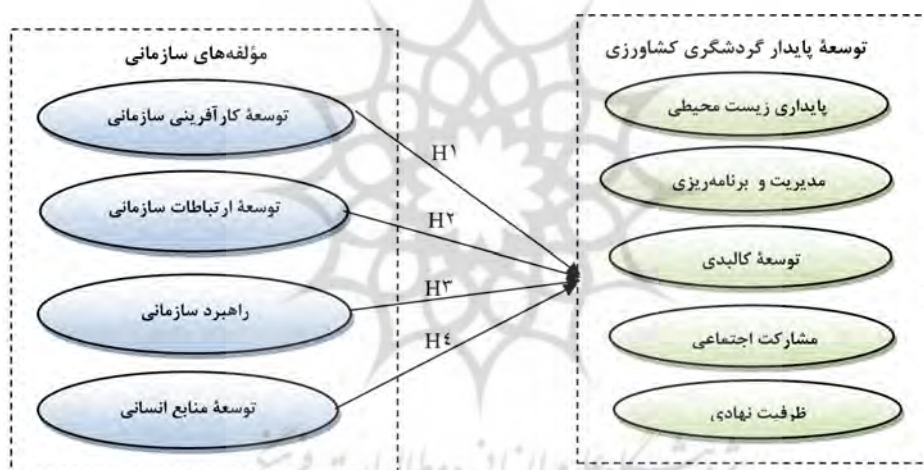 توسعهٔ پایدار گردشگری کشاورزی
پایداری زیست محیطی
مدیریت و برنامه‌ریزی
توسعهٔ کالبدی
مشارکت اجتماعی
ظرفیت نهادی
مؤلفه‌های سازمانی
توسعهٔ کارآفرینی سازمانی
توسعهٔ ارتباطات سازمانی
راهبرد سازمانی
توسعهٔ منابع انسانی
H۱
H۲
H۳
H٤